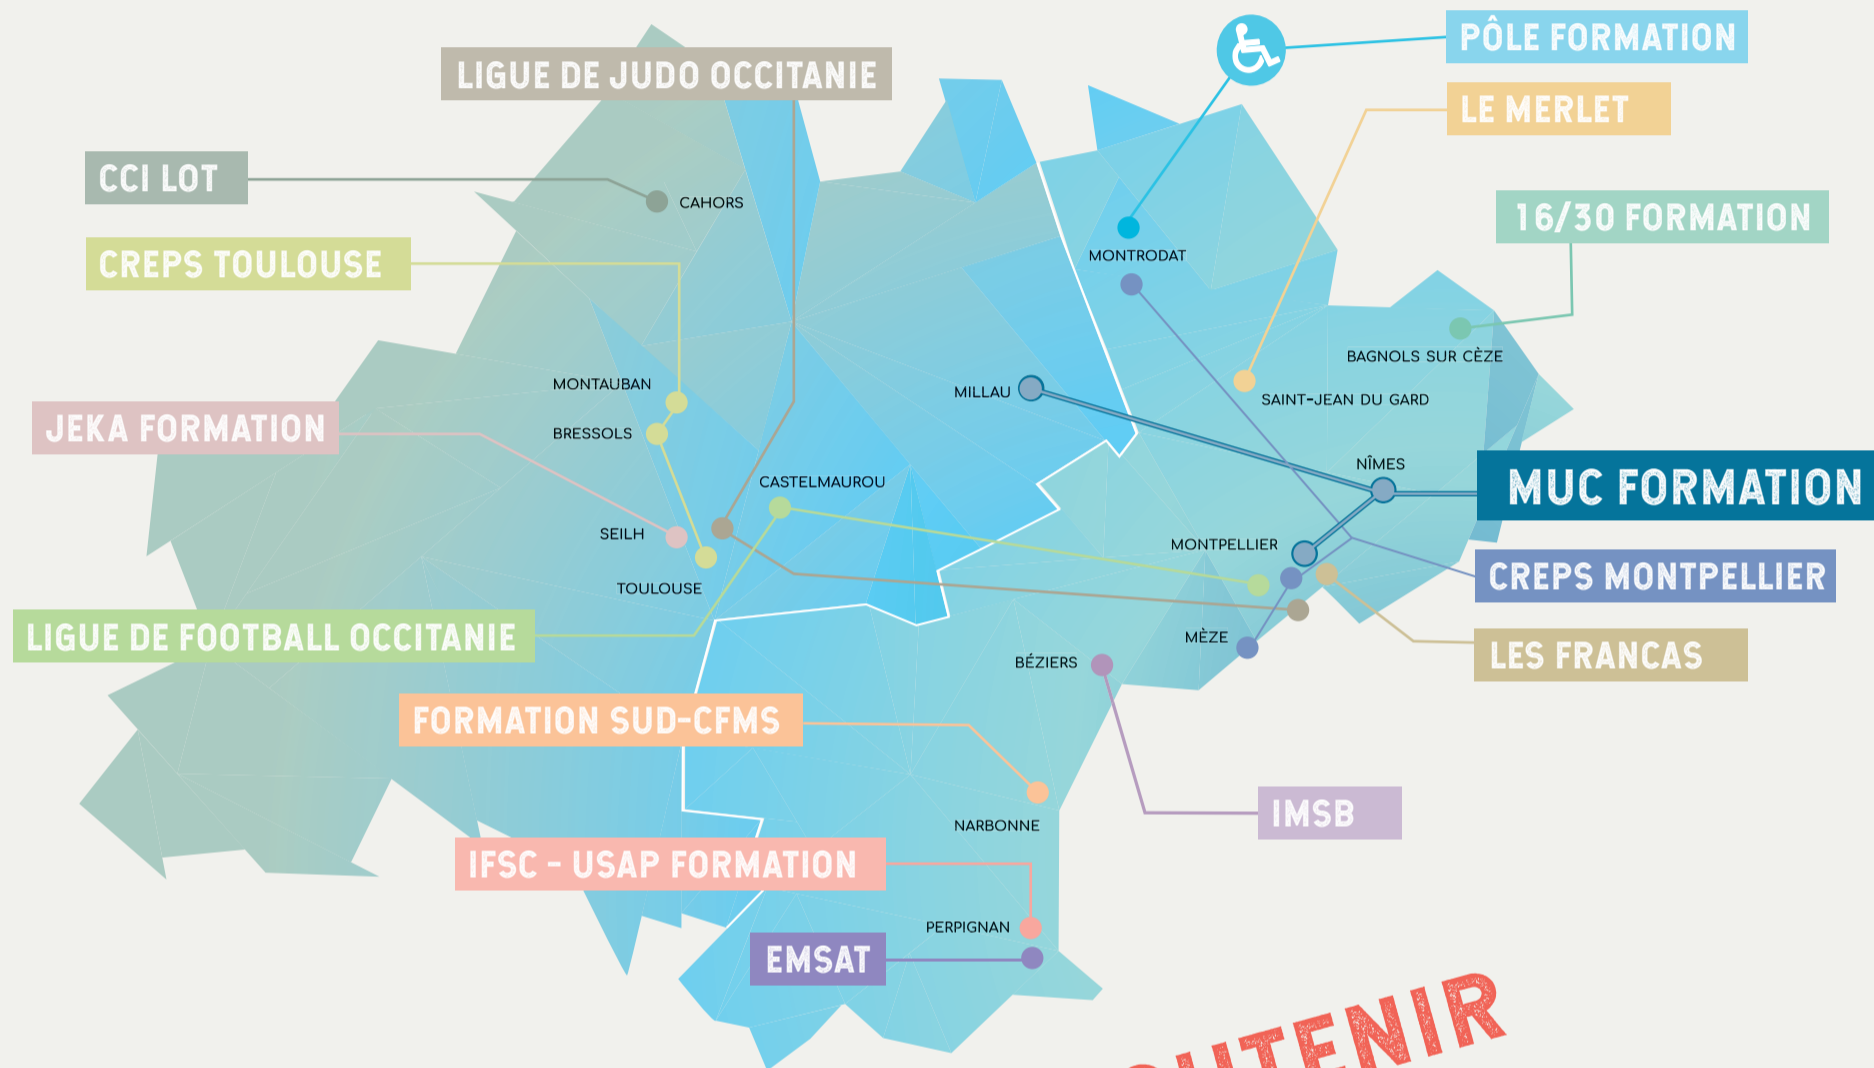 PÔLE FORMATION
LIGUE DE JUDO OCCITANIE
LE MERLET
CCI LOT
CAHORS
16/30 FORMATION
CREPS TOULOUSE
MONTRODAT
BAGNOLS SUR CÈZE
MONTAUBAN
MILLAU
SAINT-JEAN DU GARD
JEKA FORMATION
BRESSOLS
NÎMES
CASTELMAUROU
MUC FORMATION
SEILH
MONTPELLIER
CREPS MONTPELLIER
TOULOUSE
LIGUE DE FOOTBALL OCCITANIE
MÈZE
LES FRANCAS
BÉZIERS
FORMATION SUD-CFMS
IMSB
NARBONNE
IFSC - USAP FORMATION
PERPIGNAN
EMSAT
OUTENIR